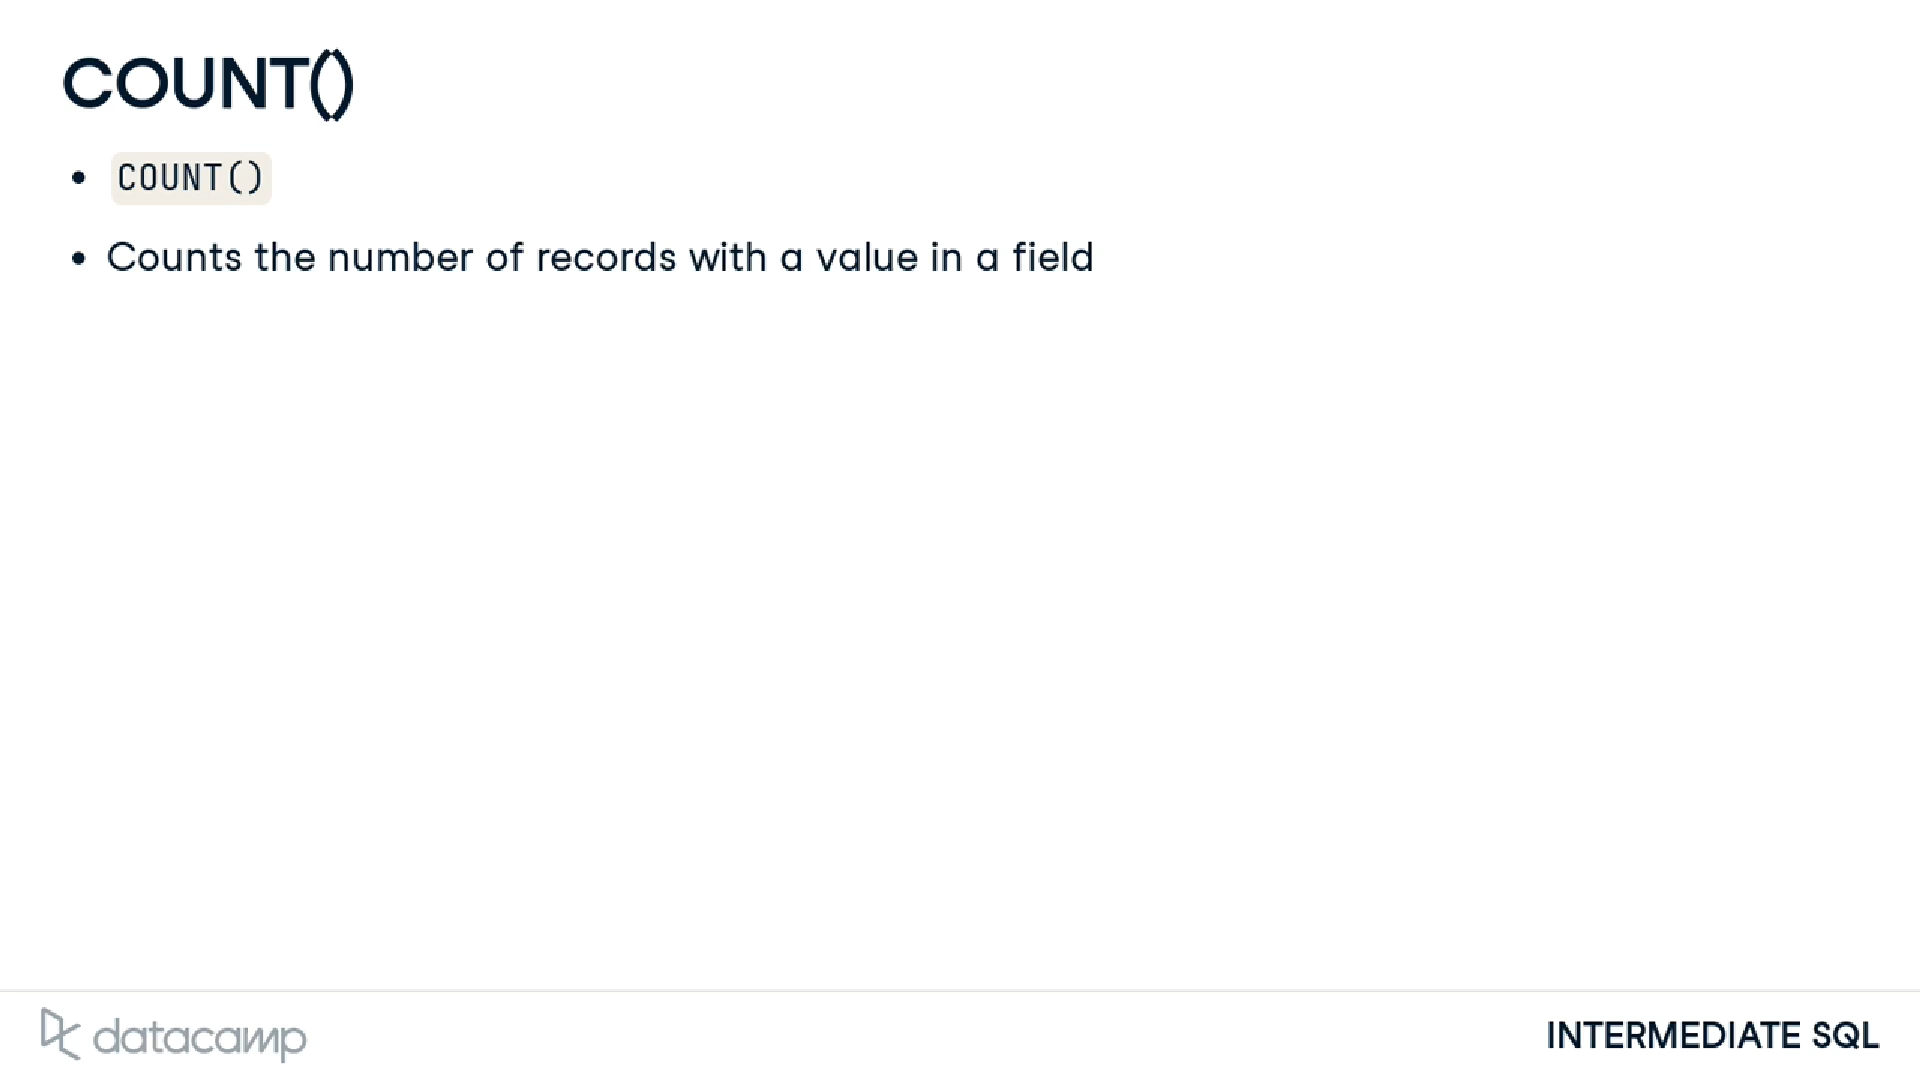 COUNT()
• COUNT()
• Counts the number of records with a value in a field
datacamp
INTERMEDIATE SQL